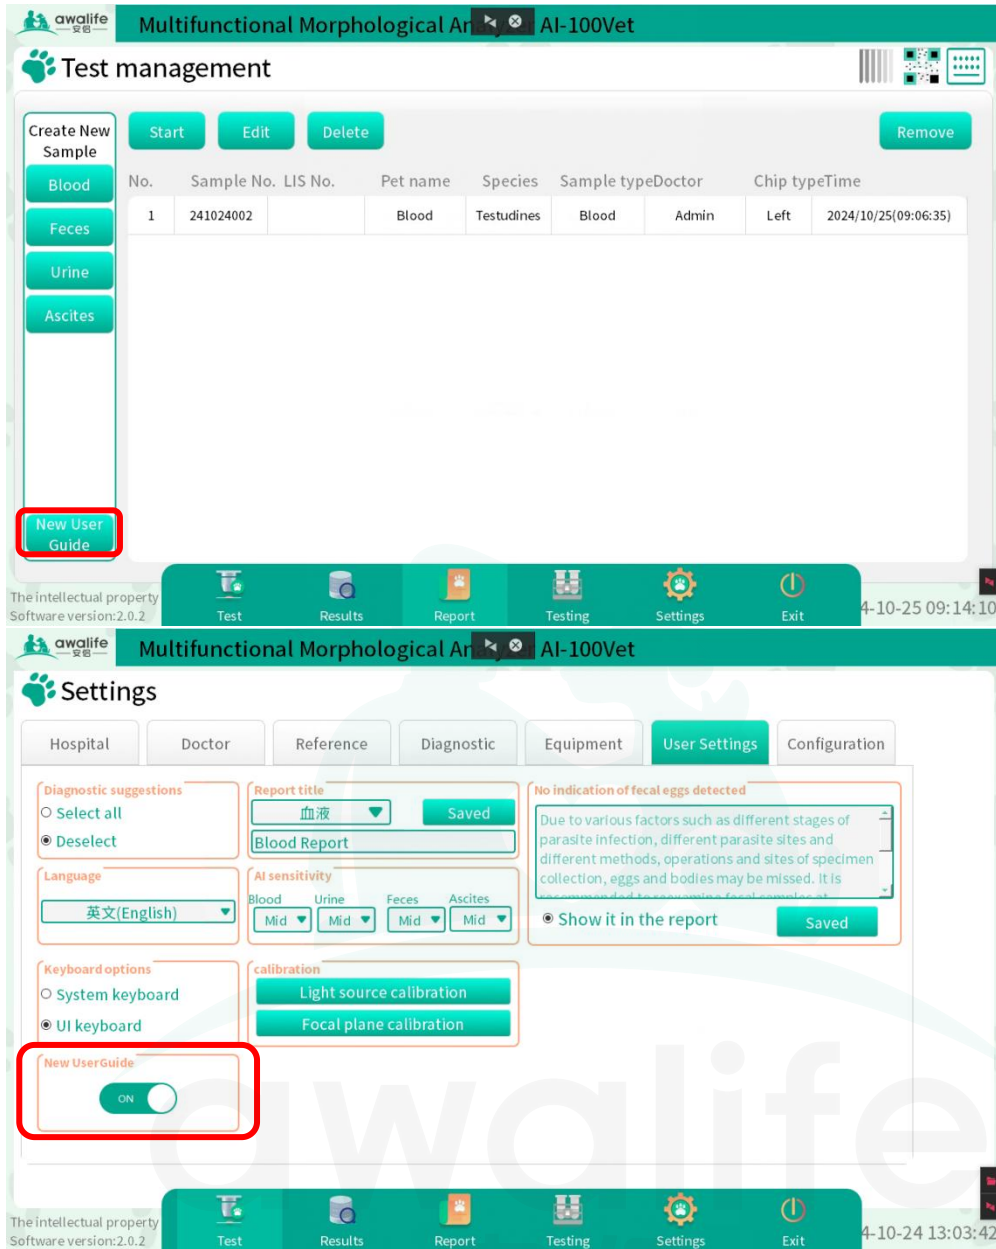 awalife
安侣
Multifunctional Morphological Analyzer AI-100Vet
Test management
Create New
Sample
Start Edit Delete Remove
Blood
Feces
Urine
Ascites
New User
Guide
No. Sample No. LIS No. Pet name Species Sample type Doctor Chip type Time
1 241024002 Blood Testudines Blood Admin Left 2024/10/25(09:06:35)
The intellectual property
Software version:2.0.2
Test Results Report Testing Settings Exit
4-10-25 09:14:10
awalife
安侣
Multifunctional Morphological Analyzer AI-100Vet
Settings
Hospital Doctor Reference Diagnostic Equipment User Settings Configuration
Diagnostic suggestions
Select all
Deselect
Report title
血液 Saved
Blood Report
No indication of fecal eggs detected
Due to various factors such as different stages of
parasite infection, different parasite sites and
different methods, operations and sites of specimen
collection, eggs and bodies may be missed. It is
Show it in the report Saved
Language
英文(English)
AI sensitivity
Blood Urine Feces Ascites
Mid Mid Mid Mid
Keyboard options
System keyboard
UI keyboard
calibration
Light source calibration
Focal plane calibration
New UserGuide
ON
awalife
The intellectual property
Software version:2.0.2
Test Results Report Testing Settings Exit
4-10-24 13:03:42